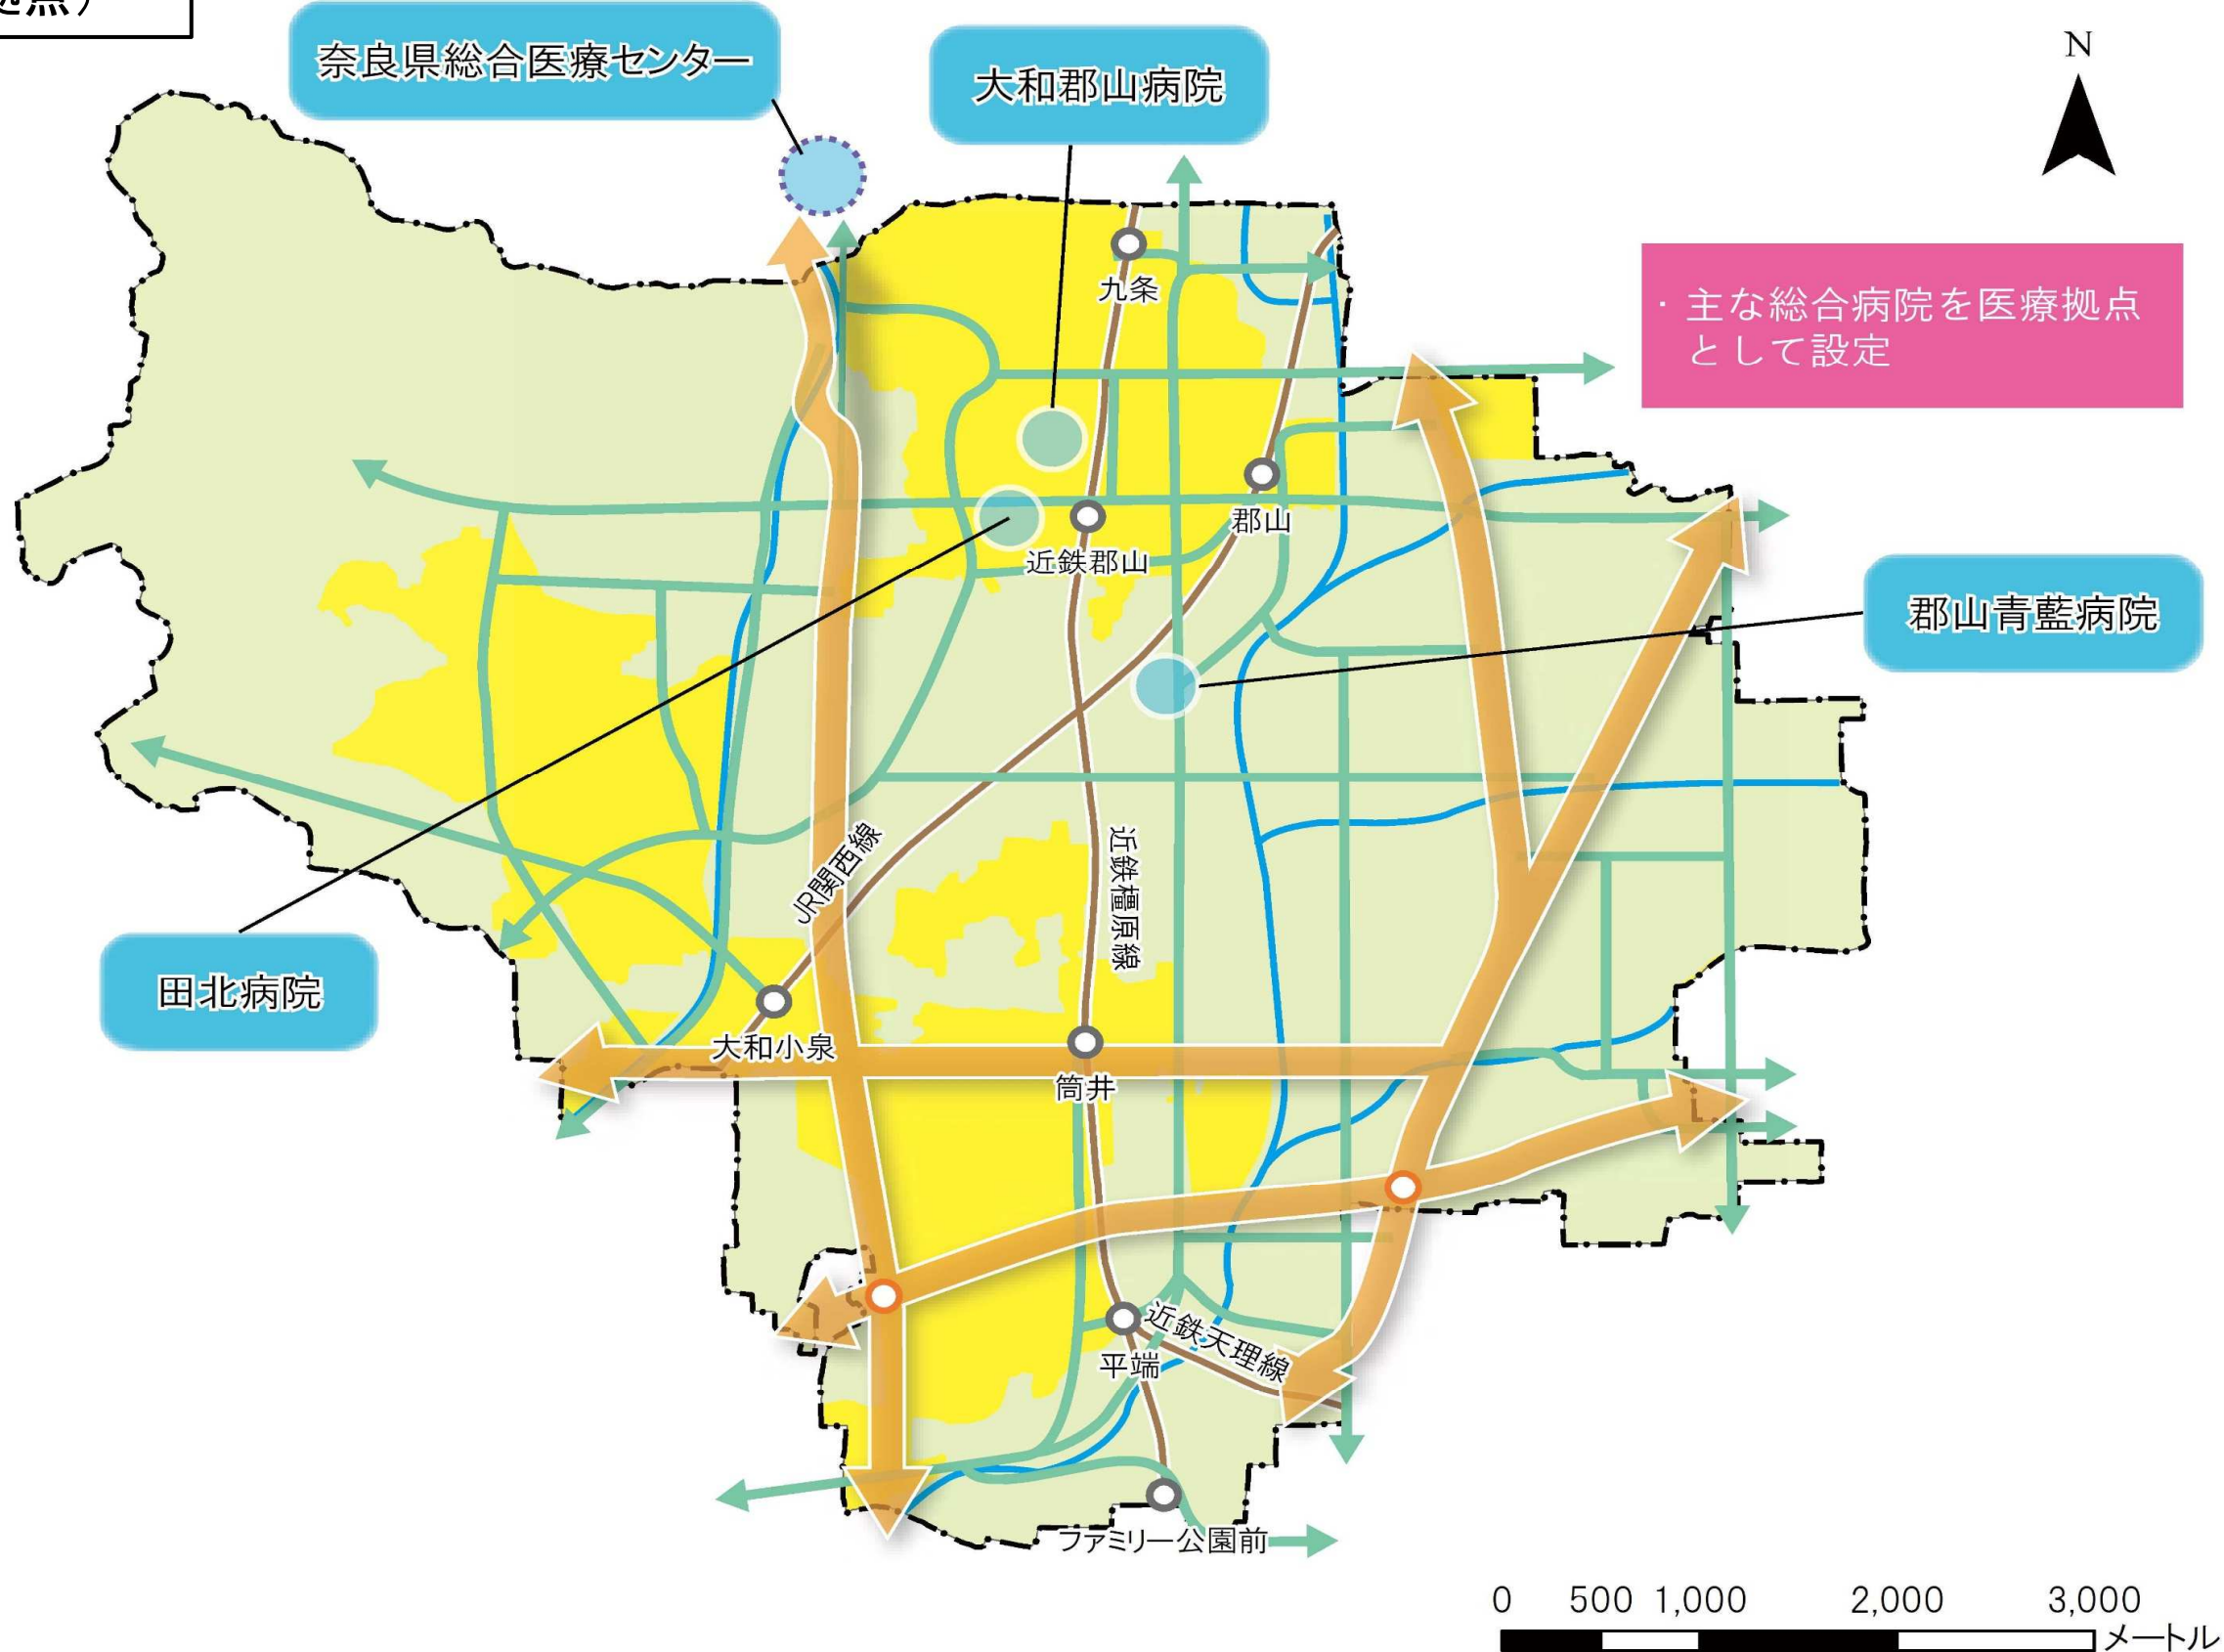 点）
奈良県総合医療センター
大和郡山病院
N
・主な総合病院を医療拠点
として設定
九条
郡山
近鉄郡山
郡山青藍病院
JR関西線
近鉄橿原線
田北病院
大和小泉
筒井
近鉄天理線
平端
ファミリー公園前
0 500 1,000 2,000 3,000
メートル